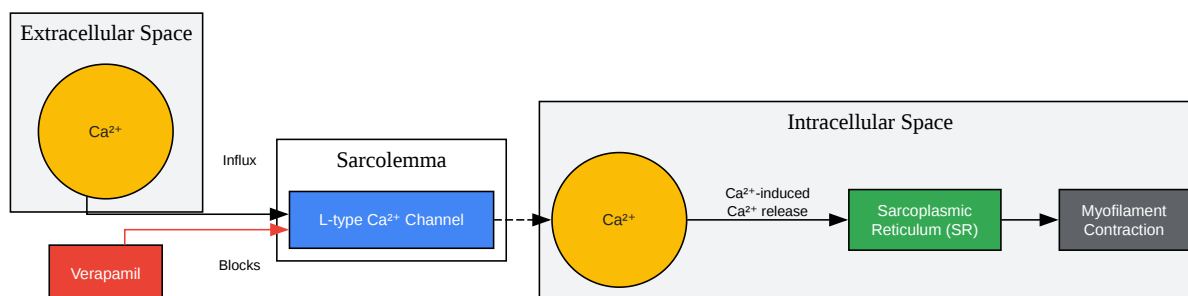 Extracellular Space
Ca²⁺
Influx
Sarcolemma
L-type Ca²⁺ Channel
Verapamil
Blocks
Intracellular Space
Ca²⁺
Ca²⁺-induced
Ca²⁺ release
Sarcoplasmic
Reticulum (SR)
Myofilament
Contraction